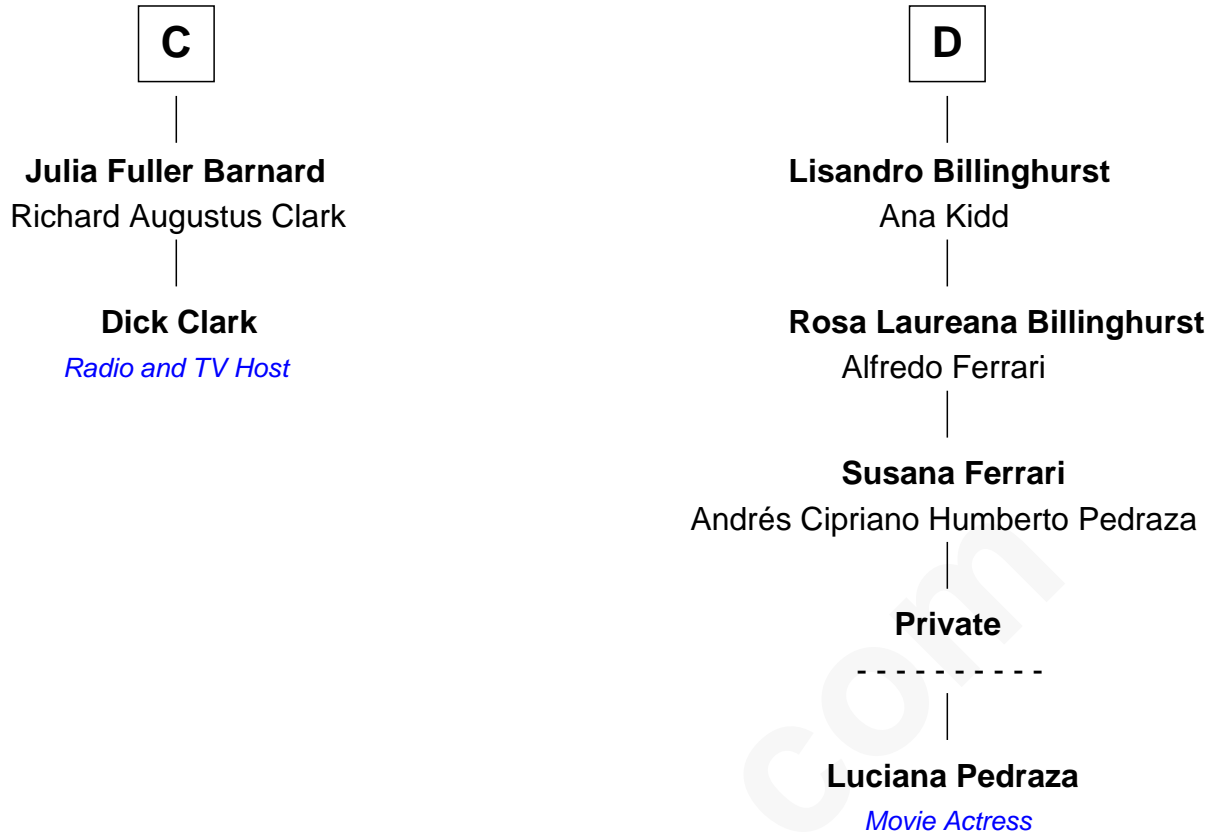 C
Julia Fuller Barnard
Richard Augustus Clark
Dick Clark
Radio and TV Host
D
Lisandro Billinghurst
Ana Kidd
Rosa Laureana Billinghurst
Alfredo Ferrari
Susana Ferrari
Andrés Cipriano Humberto Pedraza
Private
- - - - - - - - - -
Luciana Pedraza
Movie Actress
com